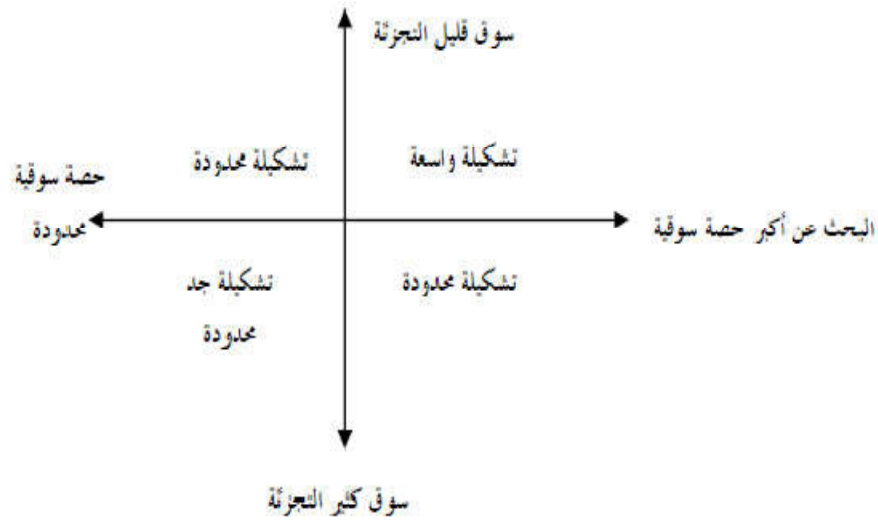 سوق قليل التجزئة
تشكيلة واسعة
تشكيلة محدودة
حصة سوقية
محدودة
البحث عن أكبر حصة سوقية
تشكيلة محدودة
تشكيلة جد
محدودة
سوق كثير التجزئة